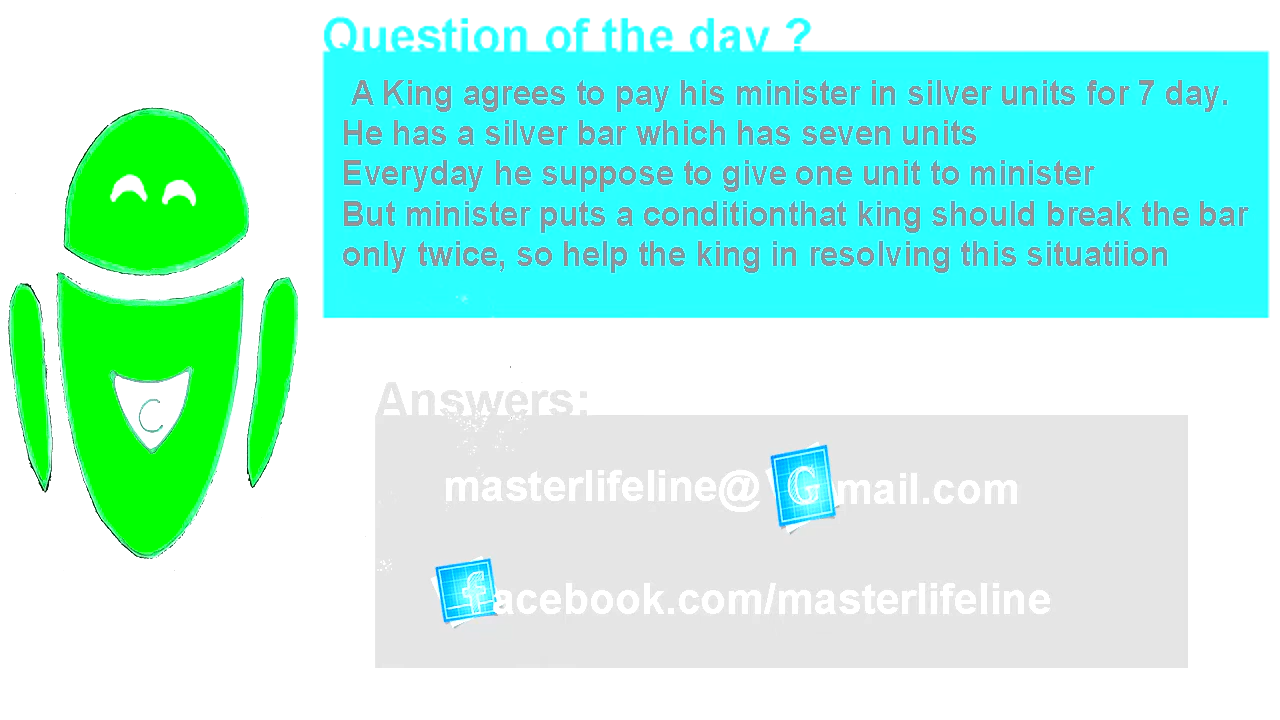 Question of the day ?
A King agrees to pay his minister in silver units for 7 day.
He has a silver bar which has seven units
Everyday he suppose to give one unit to minister
But minister puts a conditionthat king should break the bar
only twice, so help the king in resolving this situatiion
C
Answers:
masterlifeline@Gmail.com
facebook.com/masterlifeline